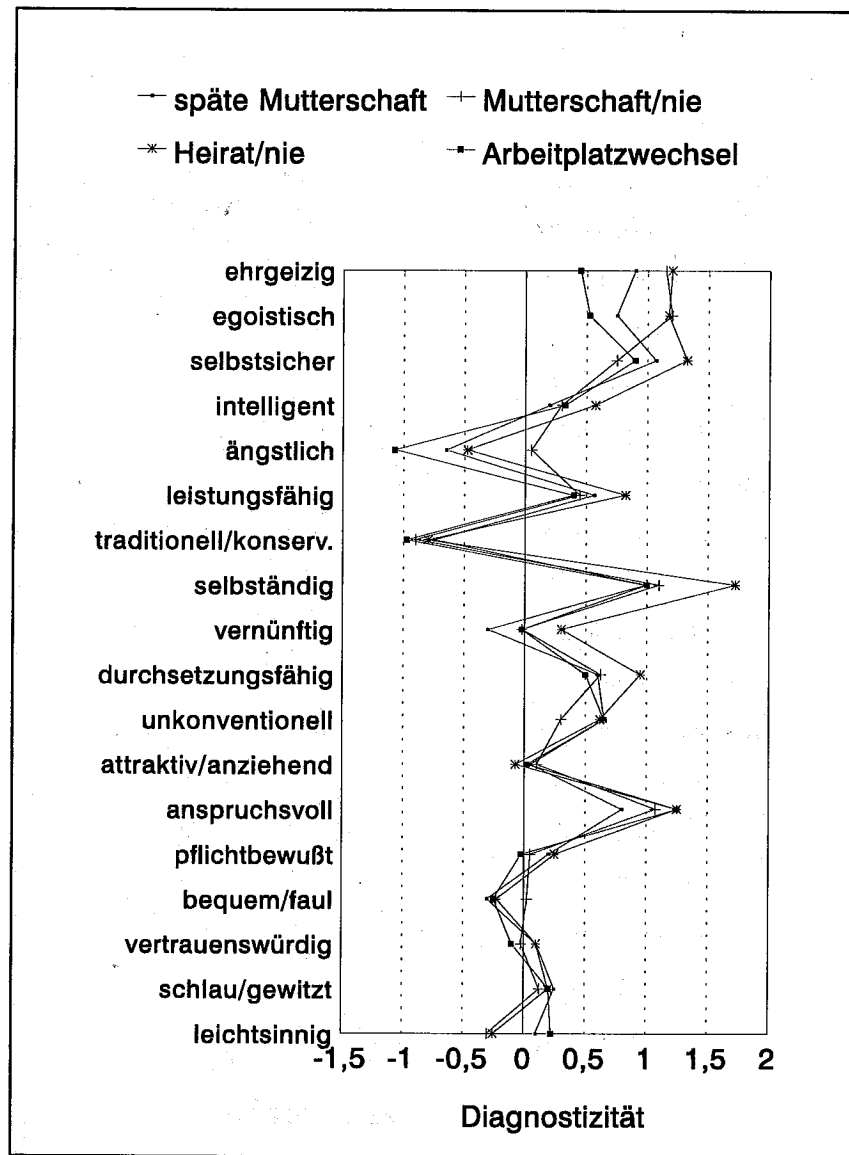 späte Mutterschaft Mutterschaft/nie
Heirat/nie Arbeitplatzwechsel
ehrgeizig
egoistisch
selbstsicher
intelligent
ängstlich
leistungsfähig
traditionell/konserv.
selbständig
vernünftig
durchsetzungsfähig
unkonventionell
attraktiv/anziehend
anspruchsvoll
pflichtbewußt
bequem/faul
vertrauenswürdig
schlau/gewitzt
leichtsinnig
-1,5 -1 -0,5 0 0,5 1 1,5 2
Diagnostizität